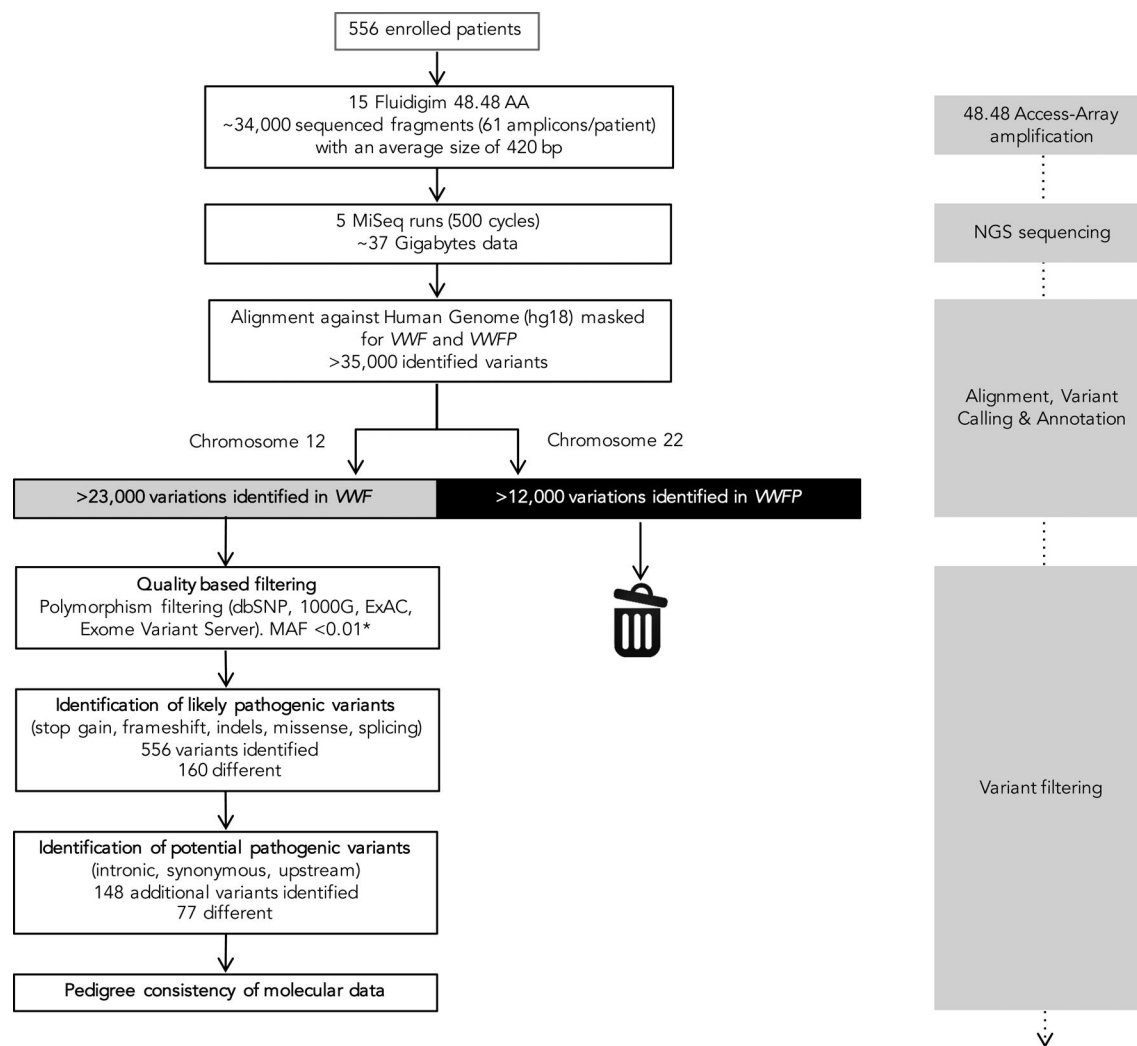 556 enrolled patients
15 Fluidigim 48.48 AA
~34,000 sequenced fragments (61 amplicons/patient)
with an average size of 420 bp
48.48 Access-Array
amplification
5 MiSeq runs (500 cycles)
~37 Gigabytes data
NGS sequencing
Alignment against Human Genome (hg18) masked
for VWF and VWFP
>35,000 identified variants
Alignment, Variant
Calling & Annotation
Chromosome 12
Chromosome 22
>23,000 variations identified in VWF
>12,000 variations identified in VWFP
Quality based filtering
Polymorphism filtering (dbSNP, 1000G, ExAC,
Exome Variant Server). MAF <0.01*
Identification of likely pathogenic variants
(stop gain, frameshift, indels, missense, splicing)
556 variants identified
160 different
Variant filtering
Identification of potential pathogenic variants
(intronic, synonymous, upstream)
148 additional variants identified
77 different
Pedigree consistency of molecular data